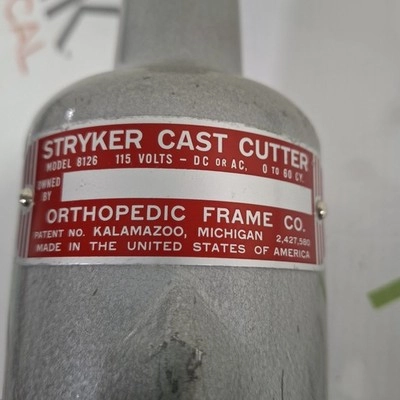 STRYKER CAST CUTTER
MODEL 8126 115 VOLTS - DC OR AC, 0 TO 60 CY.
OWNED
BY
ORTHOPEDIC FRAME CO.
PATENT NO. KALAMAZOO, MICHIGAN 2,427,580
MADE IN THE UNITED STATES OF AMERICA